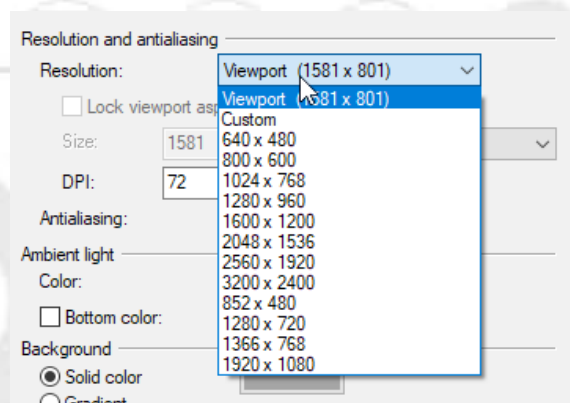 Resolution and antialiasing
Resolution: Viewport (1581 x 801)
Lock viewport asp
Viewport (1581 x 801)
Custom
Size: 1581
640 x 480
800 x 600
DPI: 72
1024 x 768
1280 x 960
Antialiasing:
1600 x 1200
2048 x 1536
Ambient light
2560 x 1920
Color:
3200 x 2400
852 x 480
Bottom color:
1280 x 720
Background
1366 x 768
Solid color
1920 x 1080
Gradient